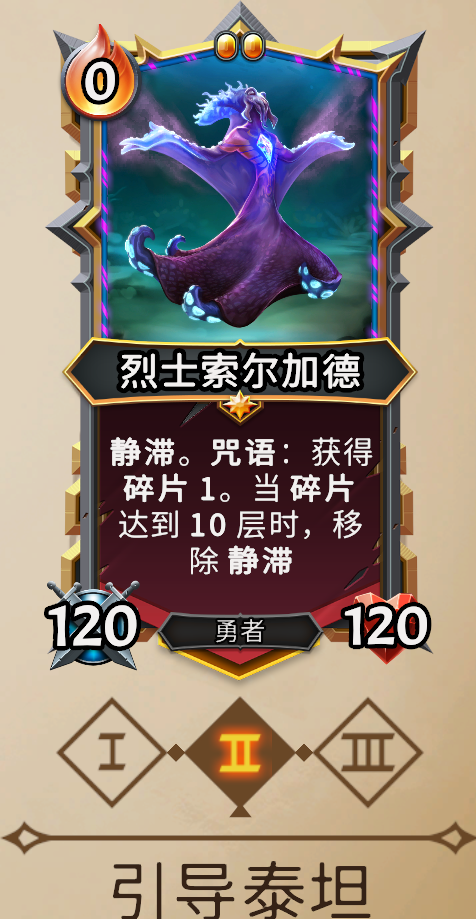 0
烈士索尔加德
静滞。咒语：获得
碎片 1。当 碎片
达到 10 层时，移
除 静滞
120
勇者
120
I
II
III
引导泰坦